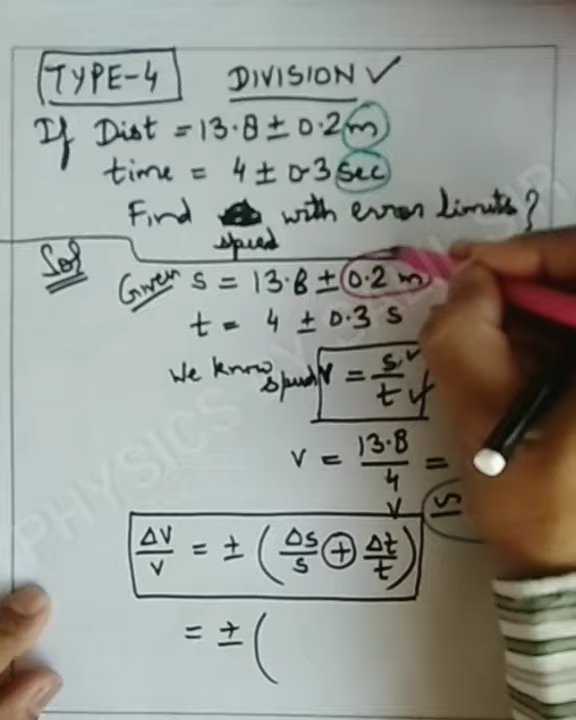 TYPE-4 DIVISION ✓
If Dist = 13.8 ± 0.2 m
time = 4 ± 0.3 sec
Find with error limits?
speed
Sol
Given s = 13.8 ± 0.2 m
t = 4 ± 0.3 s
We know speed v = s/t
v = 13.8/4 =
v
Δv/v = ± (Δs/s + Δt/t)
= ± (
PHYSICS